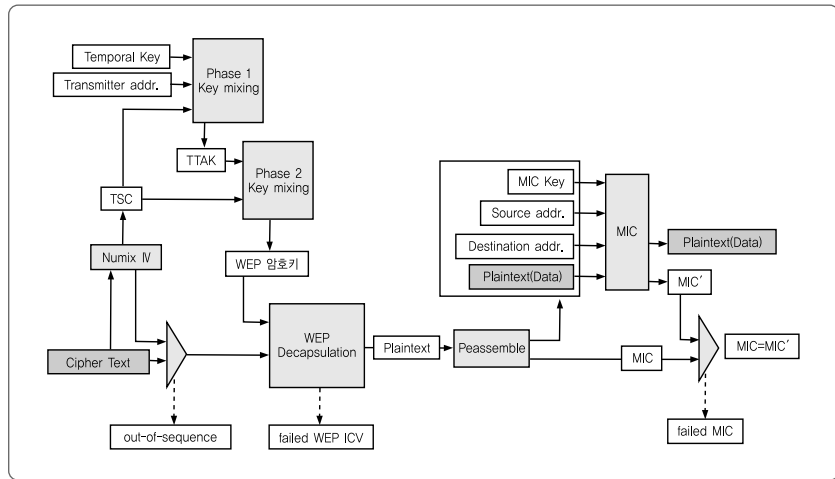 Temporal Key
Transmitter addr.
Phase 1
Key mixing
TTAK
Phase 2
Key mixing
TSC
MIC Key
Source addr.
Destination addr.
Plaintext(Data)
MIC
Plaintext(Data)
Numix Ⅳ
WEP 암호키
MIC′
WEP
Decapsulation
Plaintext
Peassemble
MIC
MIC=MIC′
Cipher Text
out-of-sequence
failed WEP ICV
failed MIC